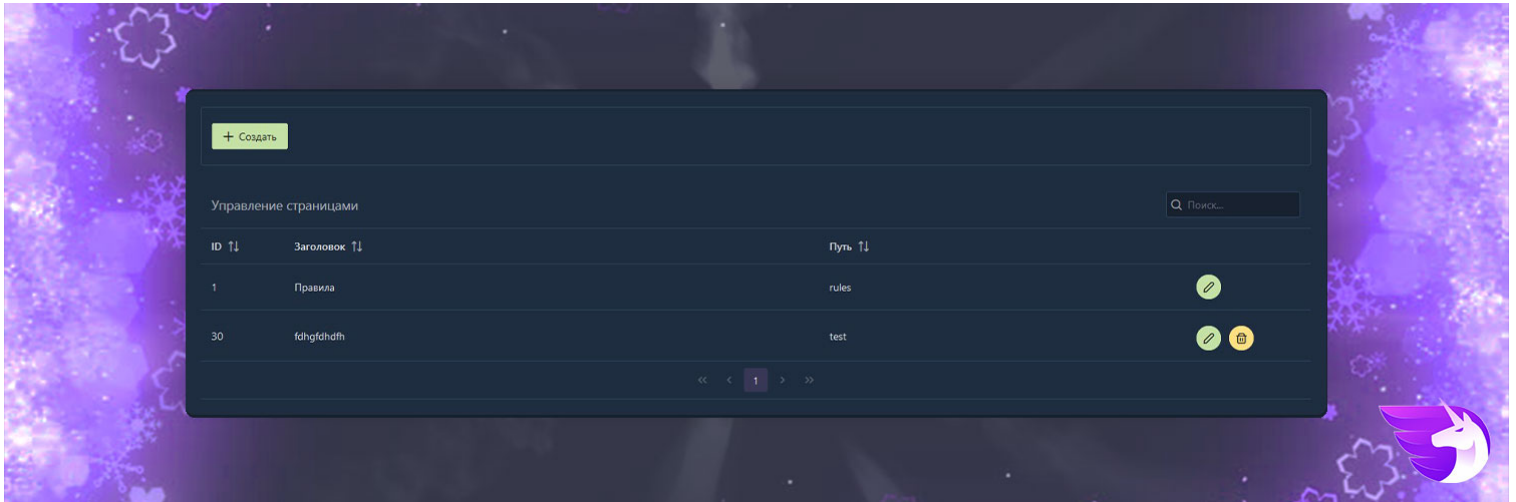 + Создать
Управление страницами
Поиск...
ID Заголовок Путь
1 Правила rules
30 fdhgfdhdfh test
« < 1 > »